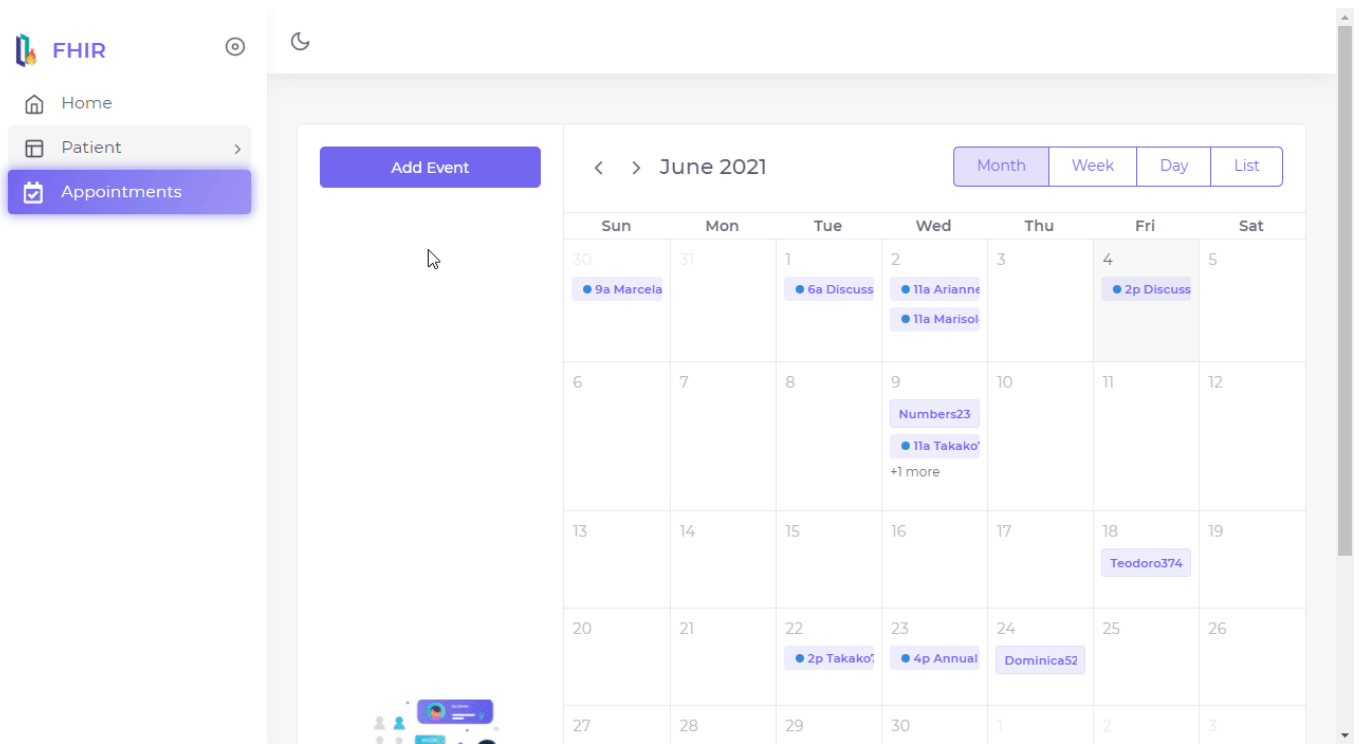 FHIR
Home
Patient
Appointments
Add Event
June 2021
Month Week Day List
Sun Mon Tue Wed Thu Fri Sat
30 31 1 2 3 4 5
9a Marcela 6a Discuss 11a Arianne 2p Discuss
11a Marisol
6 7 8 9 10 11 12
Numbers23
11a Takako
+1 more
13 14 15 16 17 18 19
Teodoro374
20 21 22 23 24 25 26
2p Takako7 4p Annual Dominica52
27 28 29 30 1 2 3